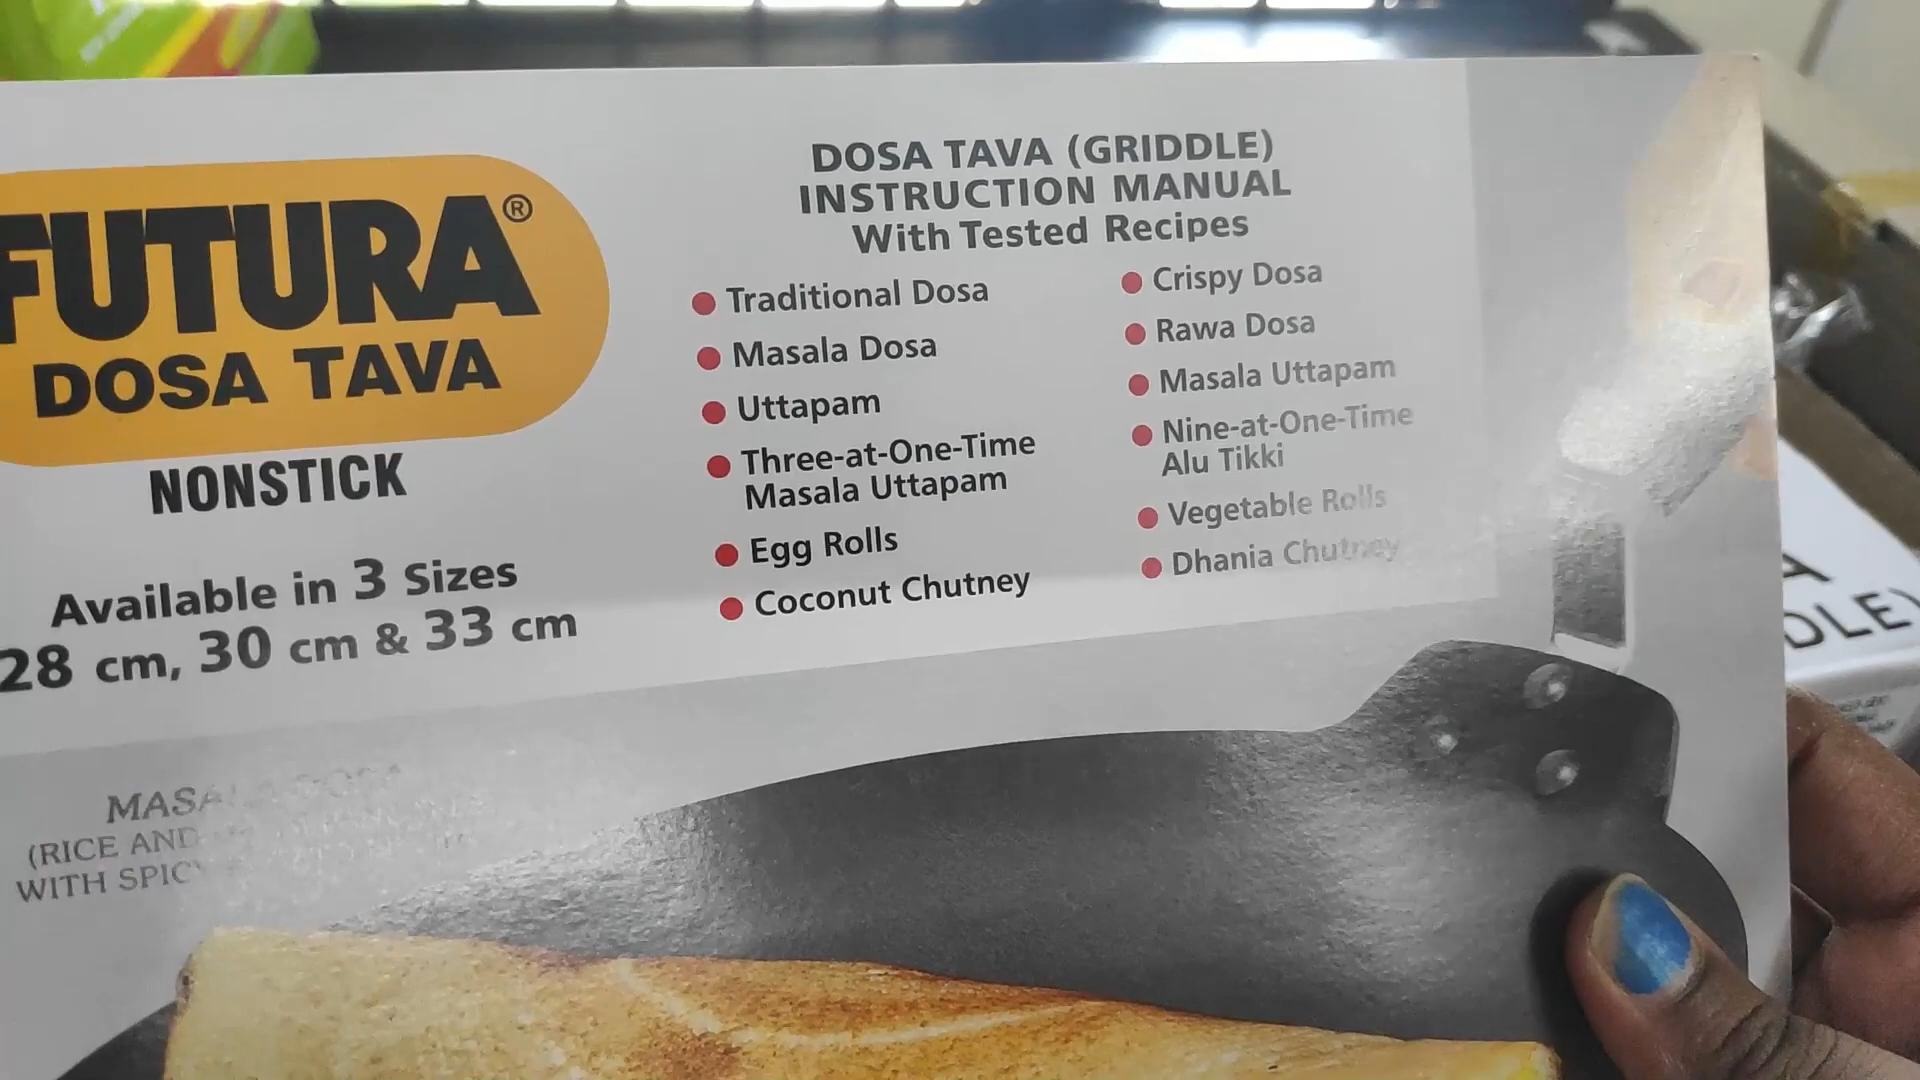 FUTURA®
DOSA TAVA
NONSTICK
Available in 3 Sizes
28 cm, 30 cm & 33 cm
DOSA TAVA (GRIDDLE)
INSTRUCTION MANUAL
With Tested Recipes
Traditional Dosa
Masala Dosa
Uttapam
Three-at-One-Time
Masala Uttapam
Egg Rolls
Coconut Chutney
Crispy Dosa
Rawa Dosa
Masala Uttapam
Nine-at-One-Time
Alu Tikki
Vegetable Rolls
Dhania Chutney
(RICE AND
WITH